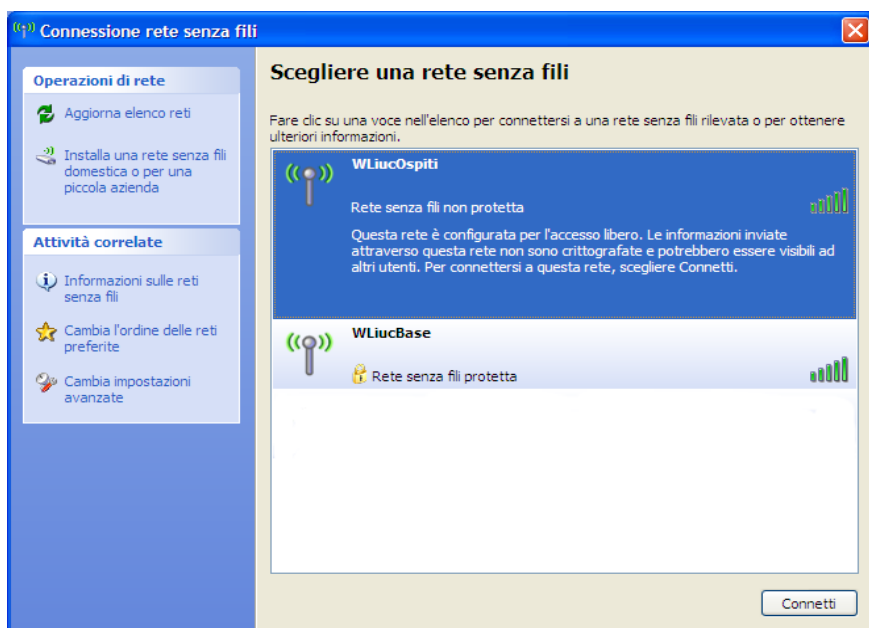 Connessione rete senza fili
Operazioni di rete
Aggiorna elenco reti
Installa una rete senza fili
domestica o per una
piccola azienda
Attività correlate
Informazioni sulle reti
senza fili
Cambia l'ordine delle reti
preferite
Cambia impostazioni
avanzate
Scegliere una rete senza fili
Fare clic su una voce nell'elenco per connettersi a una rete senza fili rilevata o per ottenere
ulteriori informazioni.
WLiucOspiti
Rete senza fili non protetta
Questa rete è configurata per l'accesso libero. Le informazioni inviate
attraverso questa rete non sono crittografate e potrebbero essere visibili ad
altri utenti. Per connettersi a questa rete, scegliere Connetti.
WLiucBase
Rete senza fili protetta
Connetti